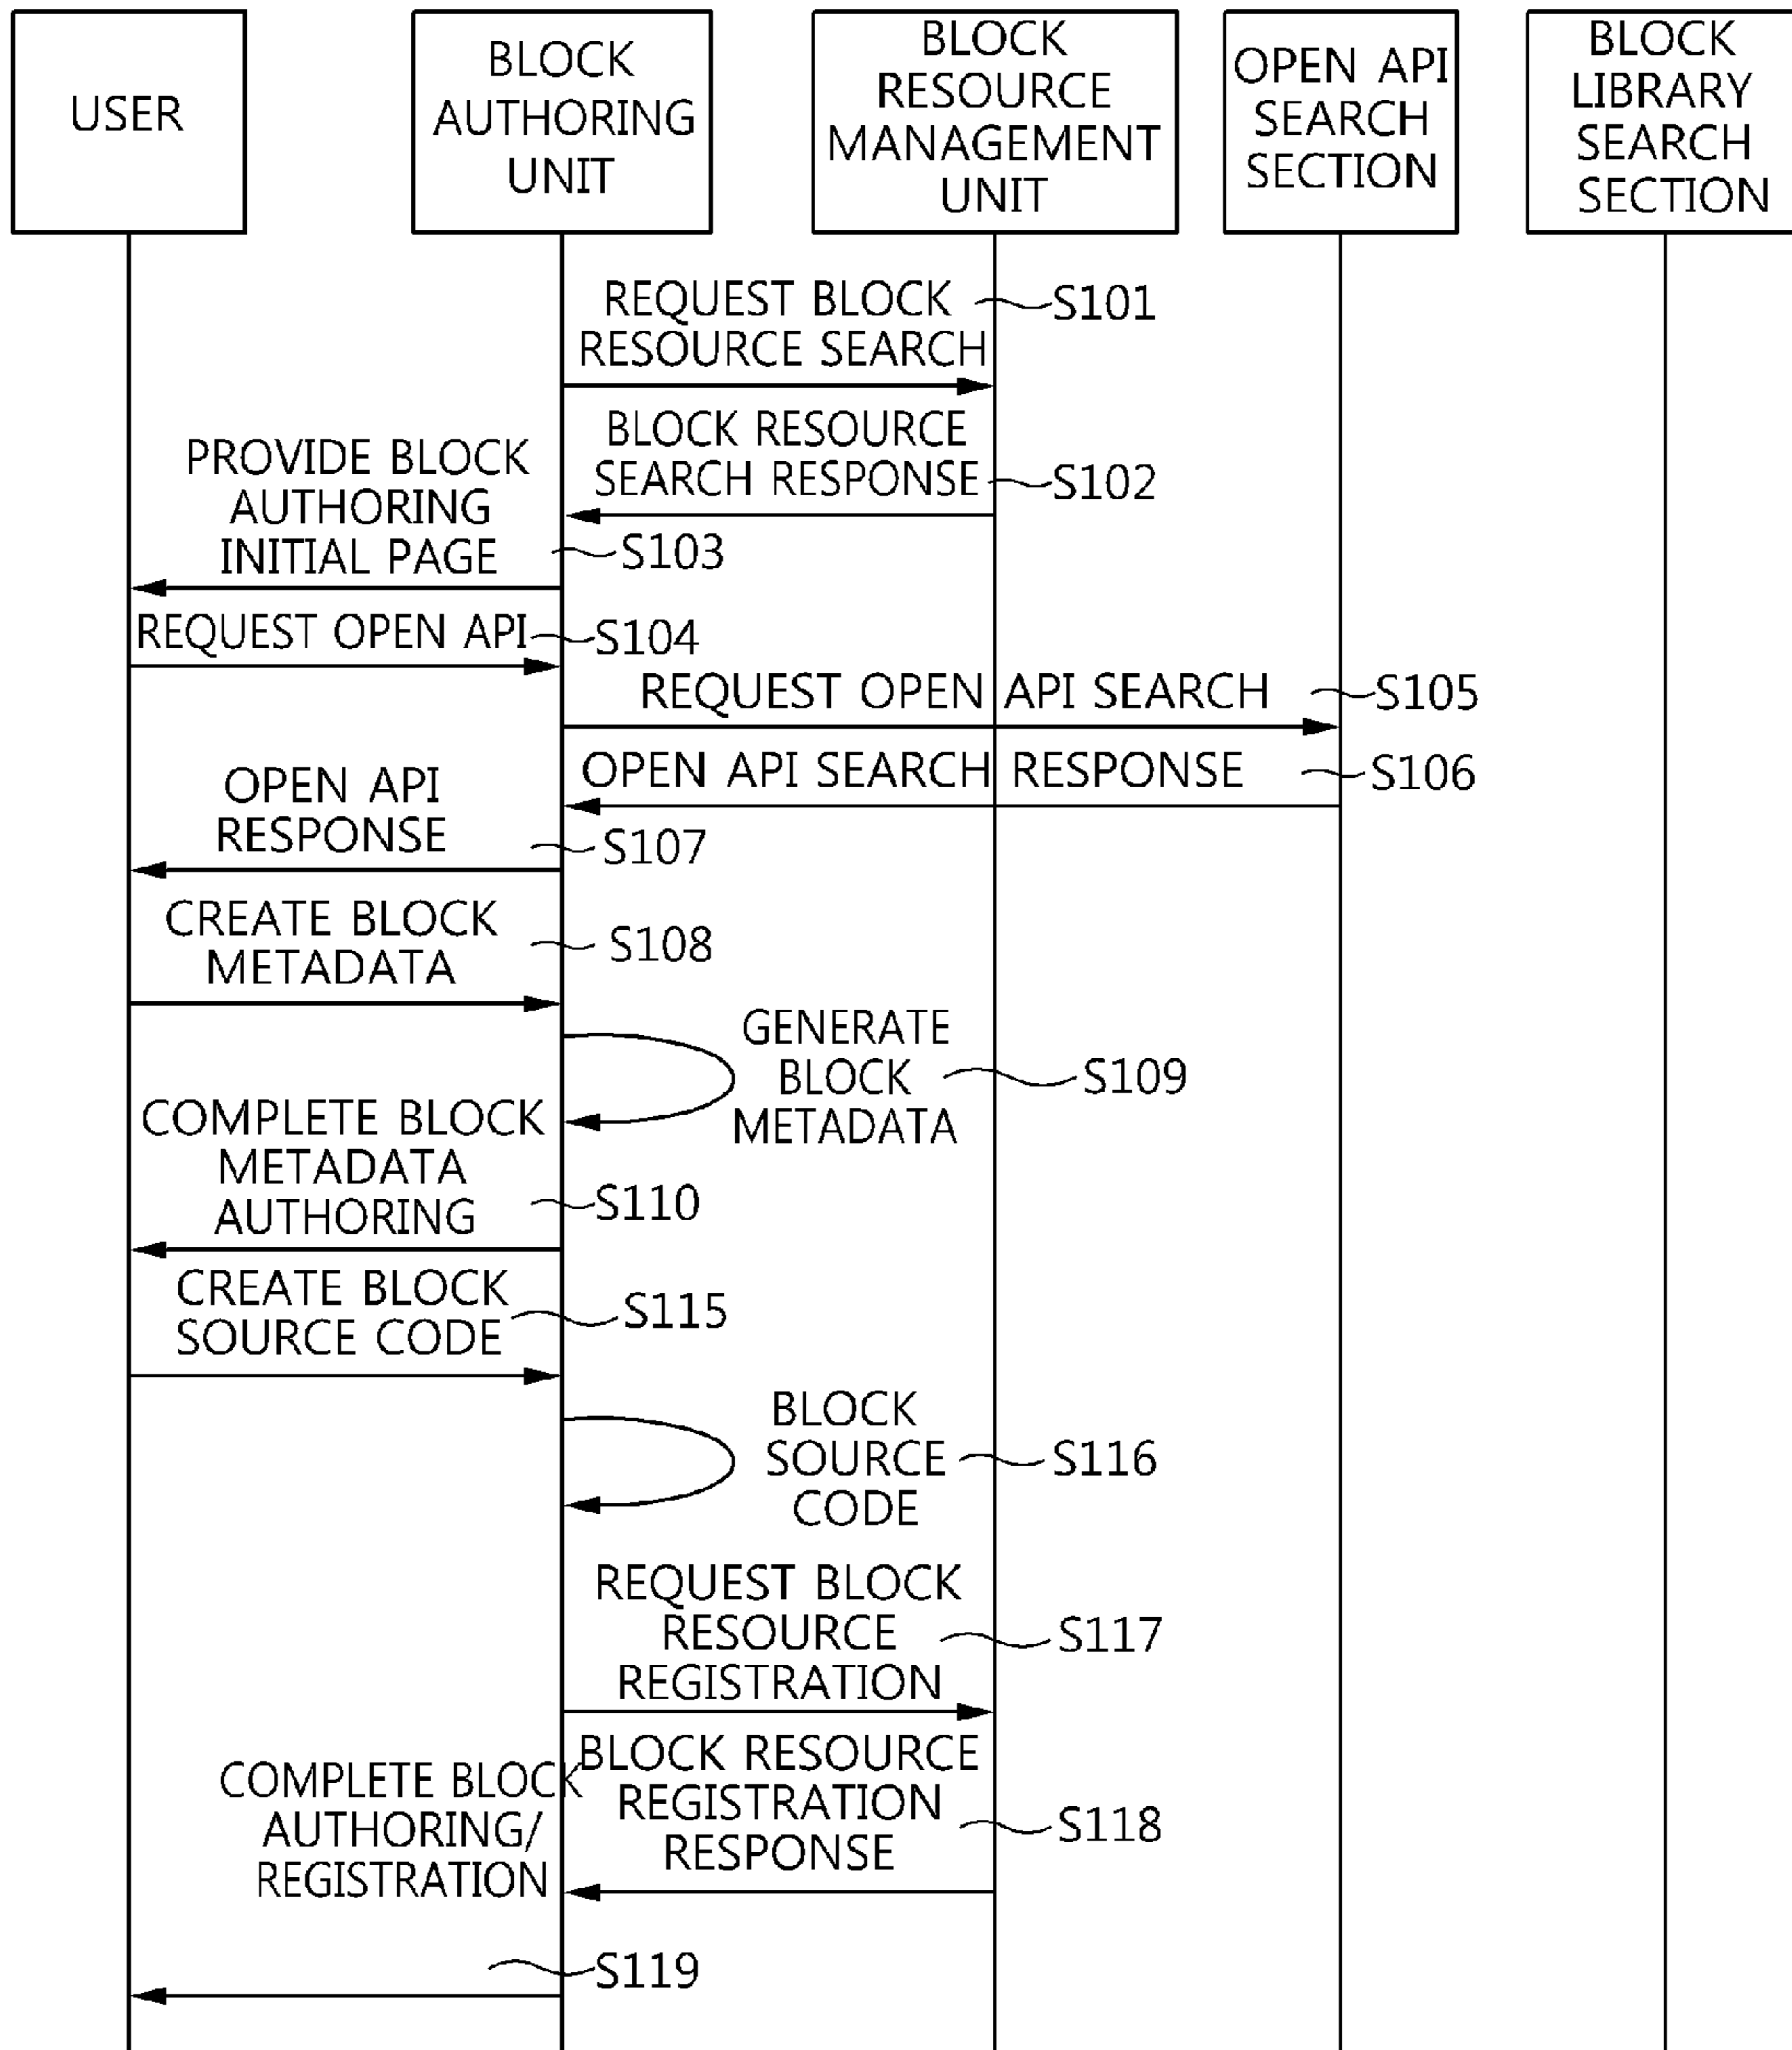 USER
BLOCK
AUTHORING
UNIT
BLOCK
RESOURCE
MANAGEMENT
UNIT
OPEN API
SEARCH
SECTION
BLOCK
LIBRARY
SEARCH
SECTION
REQUEST BLOCK
RESOURCE SEARCH
S101
BLOCK RESOURCE
SEARCH RESPONSE
S102
PROVIDE BLOCK
AUTHORING
INITIAL PAGE
S103
REQUEST OPEN API
S104
REQUEST OPEN API SEARCH
S105
OPEN API SEARCH RESPONSE
S106
OPEN API
RESPONSE
S107
CREATE BLOCK
METADATA
S108
GENERATE
BLOCK
METADATA
S109
COMPLETE BLOCK
METADATA
AUTHORING
S110
CREATE BLOCK
SOURCE CODE
S115
BLOCK
SOURCE
CODE
S116
REQUEST BLOCK
RESOURCE
REGISTRATION
S117
BLOCK RESOURCE
REGISTRATION
RESPONSE
S118
COMPLETE BLOCK
AUTHORING/
REGISTRATION
S119